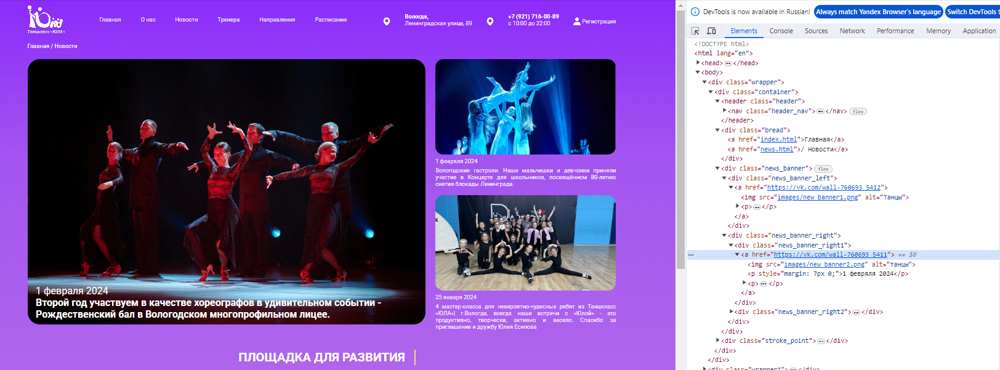 ЮЛА
Танцкласс «ЮЛА»
Главная
О нас
Новости
Тренера
Направления
Расписание
Вологда,
Ленинградская улица, 89
+7 (921) 716-00-89
с 10:00 до 22:00
Регистрация
Главная / Новости
1 февраля 2024
Второй год участвуем в качестве хореографов в удивительном событии -
Рождественский бал в Вологодском многопрофильном лицее.
1 февряля 2024
Вологодские гастроли. Наши мальчишки и девчонки приняли
участие в Концерте для школьников, посвящённом 80-летию
снятия блокады Ленинграда.
25 января 2024
4 мастер-класса для невероятно-чудесных ребят из Танцкласс
«ЮЛА»| г.Вологда, всегда наши встречи с «Юлой» - это
продуктивно, творчески, активно и весело. Спасибо за
приглашение и дружбу Юлия Есипова
ПЛОЩАДКА ДЛЯ РАЗВИТИЯ
DevTools is now available in Russian!
Always match Yandex Browser's language
Switch DevTools t
Elements
Console
Sources
Network
Performance
Memory
Application
<!DOCTYPE html>
<html lang="en">
<head> ••• </head>
<body>
<div class="wrapper">
<div class="container">
<header class="header">
<nav class="header_nav"> ••• </nav> flex
</header>
<div class="bread">
<a href="index.html">Главная</a>
<a href="news.html">/ Новости</a>
</div>
<div class="news_banner"> flex
<div class="news_banner_left">
<a href="https://vk.com/wall-760693_5412">
<img src="images/new_banner1.png" alt="Танцы">
<p> ••• </p>
</a>
</div>
<div class="news_banner_right">
<div class="news_banner_right1">
••• <a href="https://vk.com/wall-760693_5411"> == $0
<img src="images/new_banner2.png" alt="танцы">
<p style="margin: 7px 0;">1 февряля 2024</p>
<p> ••• </p>
</a>
</div>
<div class="news_banner_right2"> ••• </div>
</div>
</div>
<div class="stroke_point"> ••• </div>
</div>
</div>
<div class="wrapper1"> ••• </div>